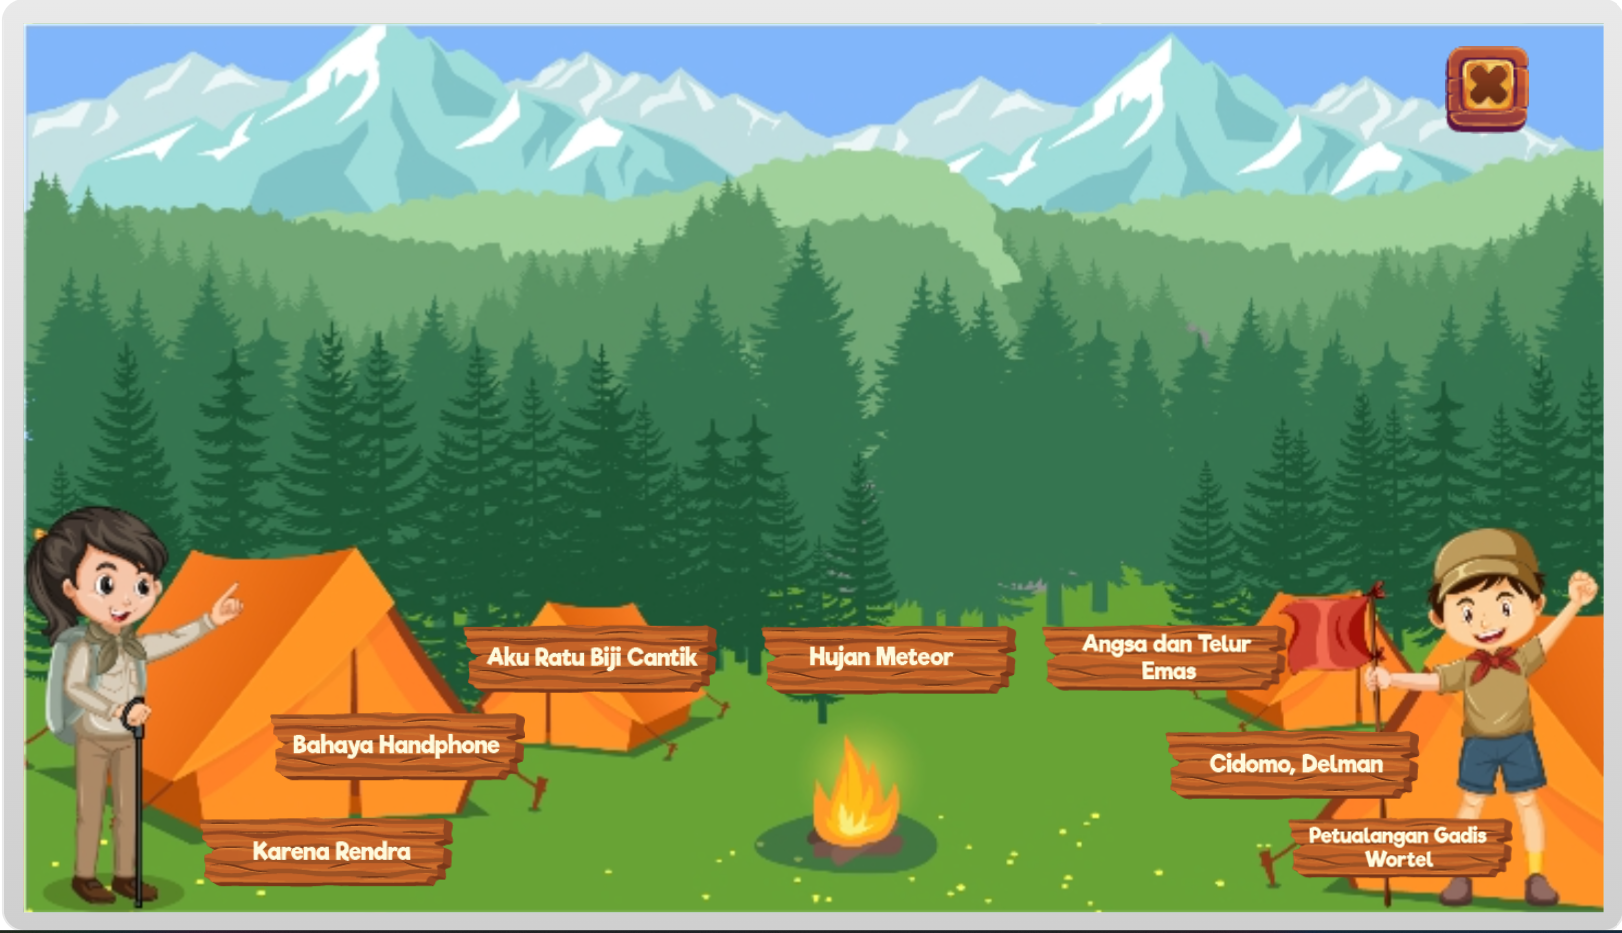 Aku Ratu Biji Cantik
Hujan Meteor
Angsa dan Telur
Emas
Bahaya Handphone
Cidomo, Delman
Karena Rendra
Petualangan Gadis
Wortel